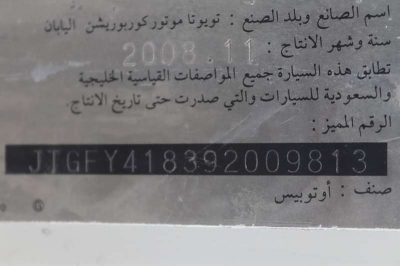 اسم الصانع وبلد الصنع : تويوتا موتور كوربوريشن اليابان
سنة وشهر الانتاج : 2008.11
تطابق هذه السيارة جميع المواصفات القياسية الخليجية
والسعودية للسيارات والتي صدرت حتى تاريخ الانتاج.
الرقم المميز :
JTGFY418392009813
صنف : أوتوبيس
G